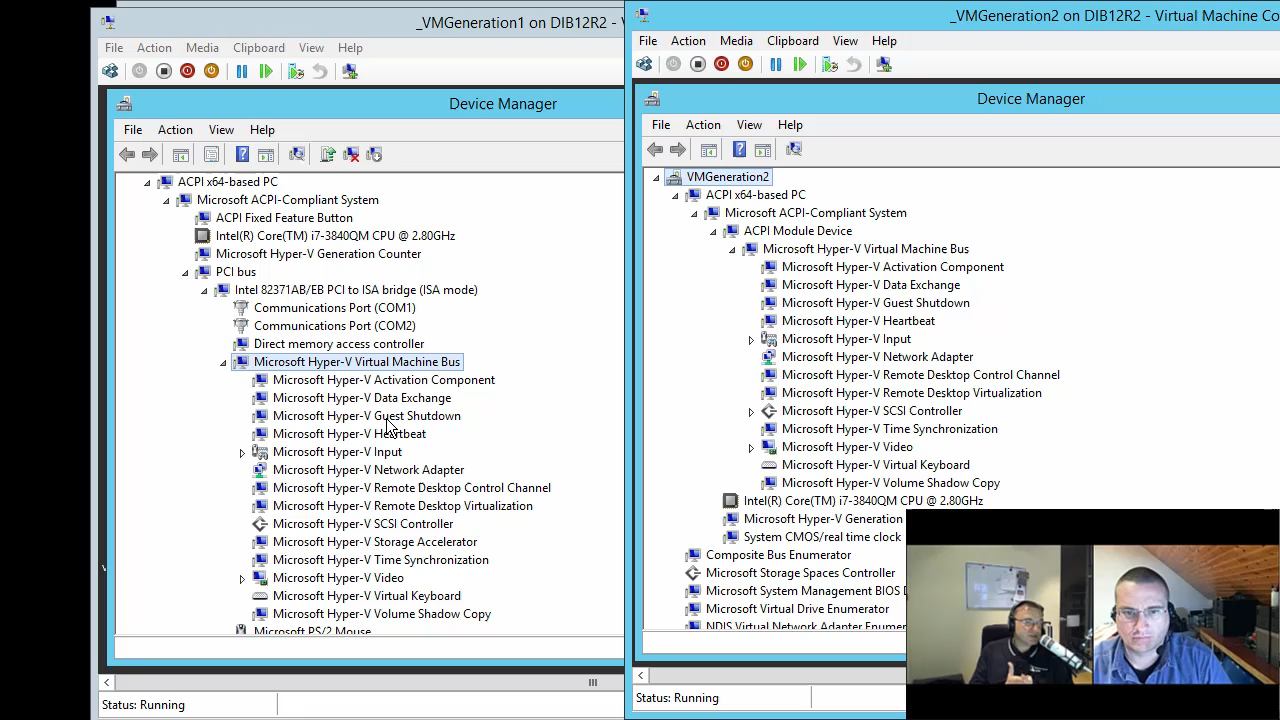 _VMGeneration1 on DIB12R2 -
File Action Media Clipboard View Help
Device Manager
File Action View Help
ACPI x64-based PC
Microsoft ACPI-Compliant System
ACPI Fixed Feature Button
Intel(R) Core(TM) i7-3840QM CPU @ 2.80GHz
Microsoft Hyper-V Generation Counter
PCI bus
Intel 82371AB/EB PCI to ISA bridge (ISA mode)
Communications Port (COM1)
Communications Port (COM2)
Direct memory access controller
Microsoft Hyper-V Virtual Machine Bus
Microsoft Hyper-V Activation Component
Microsoft Hyper-V Data Exchange
Microsoft Hyper-V Guest Shutdown
Microsoft Hyper-V Heartbeat
Microsoft Hyper-V Input
Microsoft Hyper-V Network Adapter
Microsoft Hyper-V Remote Desktop Control Channel
Microsoft Hyper-V Remote Desktop Virtualization
Microsoft Hyper-V SCSI Controller
Microsoft Hyper-V Storage Accelerator
Microsoft Hyper-V Time Synchronization
Microsoft Hyper-V Video
Microsoft Hyper-V Virtual Keyboard
Microsoft Hyper-V Volume Shadow Copy
Microsoft PS/2 Mouse
Status: Running
_VMGeneration2 on DIB12R2 - Virtual Machine Co
File Action Media Clipboard View Help
Device Manager
File Action View Help
VMGeneration2
ACPI x64-based PC
Microsoft ACPI-Compliant System
ACPI Module Device
Microsoft Hyper-V Virtual Machine Bus
Microsoft Hyper-V Activation Component
Microsoft Hyper-V Data Exchange
Microsoft Hyper-V Guest Shutdown
Microsoft Hyper-V Heartbeat
Microsoft Hyper-V Input
Microsoft Hyper-V Network Adapter
Microsoft Hyper-V Remote Desktop Control Channel
Microsoft Hyper-V Remote Desktop Virtualization
Microsoft Hyper-V SCSI Controller
Microsoft Hyper-V Time Synchronization
Microsoft Hyper-V Video
Microsoft Hyper-V Virtual Keyboard
Microsoft Hyper-V Volume Shadow Copy
Intel(R) Core(TM) i7-3840QM CPU @ 2.80GHz
Microsoft Hyper-V Generation
System CMOS/real time clock
Composite Bus Enumerator
Microsoft Storage Spaces Controller
Microsoft System Management BIOS D
Microsoft Virtual Drive Enumerator
NDIS Virtual Network Adapter Enumer
Status: Running